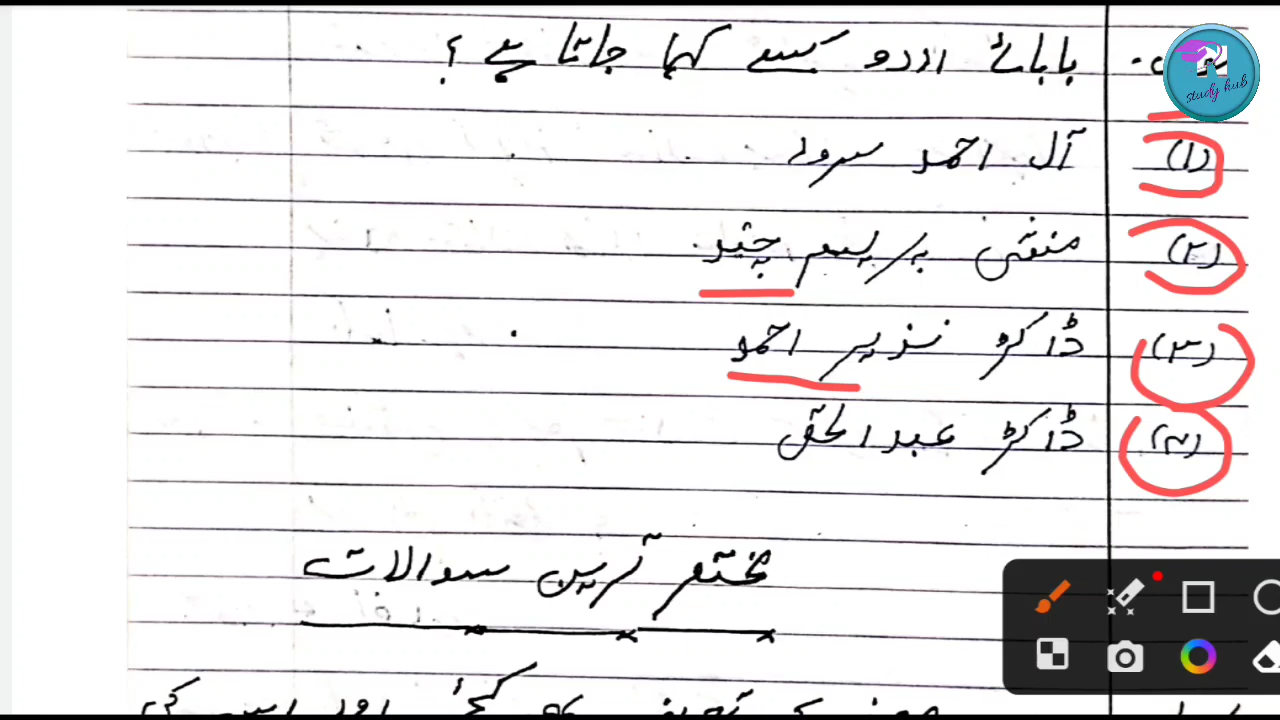 بابائے اردو کسے کہا جاتا ہے ؟
study hub
(۱) آل احمد سرور
(۲) منشی پریم چند
(۳) ڈاکٹر نذیر احمد
(۴) ڈاکٹر عبدالحق
مختصر ترین سوالات